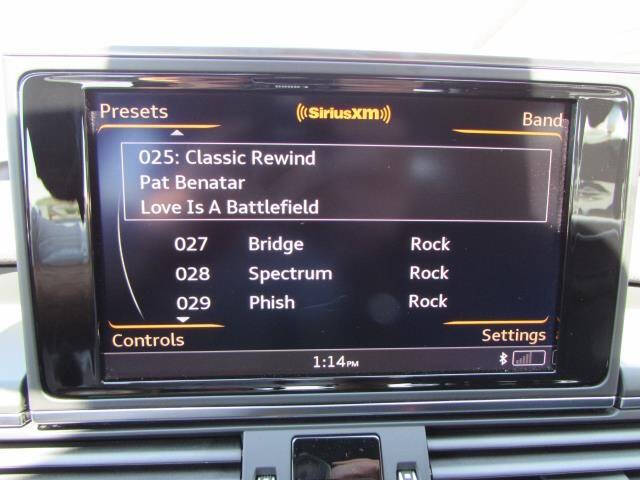 Presets
SiriusXM
Band
025: Classic Rewind
Pat Benatar
Love Is A Battlefield
027 Bridge Rock
028 Spectrum Rock
029 Phish Rock
Controls
Settings
1:14PM